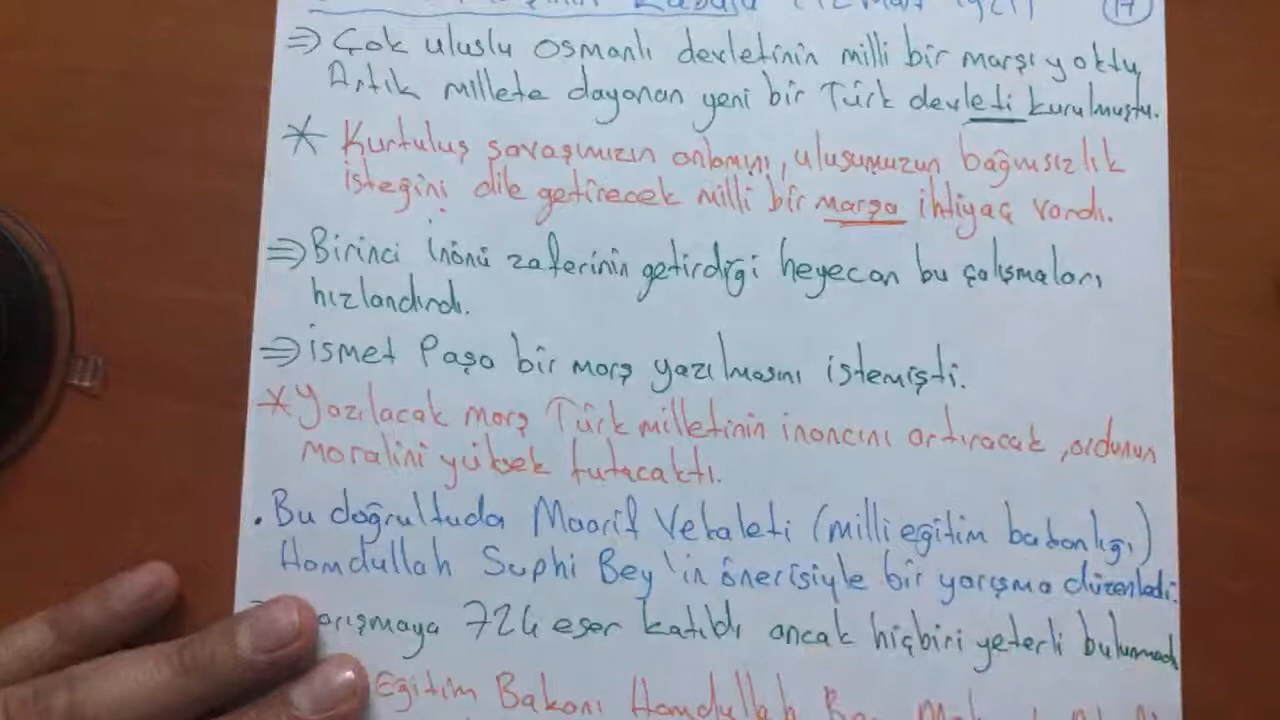 Kabulü 17
⇒ Çok uluslu Osmanlı devletinin milli bir marşı yoktu,
Artık millete dayanan yeni bir Türk devleti kurulmuştu.
* Kurtuluş savaşımızın anlamını, ulusumuzun bağımsızlık
isteğini dile getirecek milli bir marşa ihtiyaç vardı.
⇒ Birinci İnönü zaferinin getirdiği heyecan bu çalışmaları
hızlandırdı.
⇒ İsmet Paşa bir marş yazılmasını istemişti.
* Yazılacak marş Türk milletinin inancını artıracak, ordunun
moralini yüksek tutacaktı.
. Bu doğrultuda Maarif Vekaleti (milli eğitim bakanlığı)
Hamdullah Suphi Bey'in önerisiyle bir yarışma düzenledi.
arışmaya 724 eser katıldı ancak hiçbiri yeterli bulunmadı
Eğitim Bakanı Hamdullah